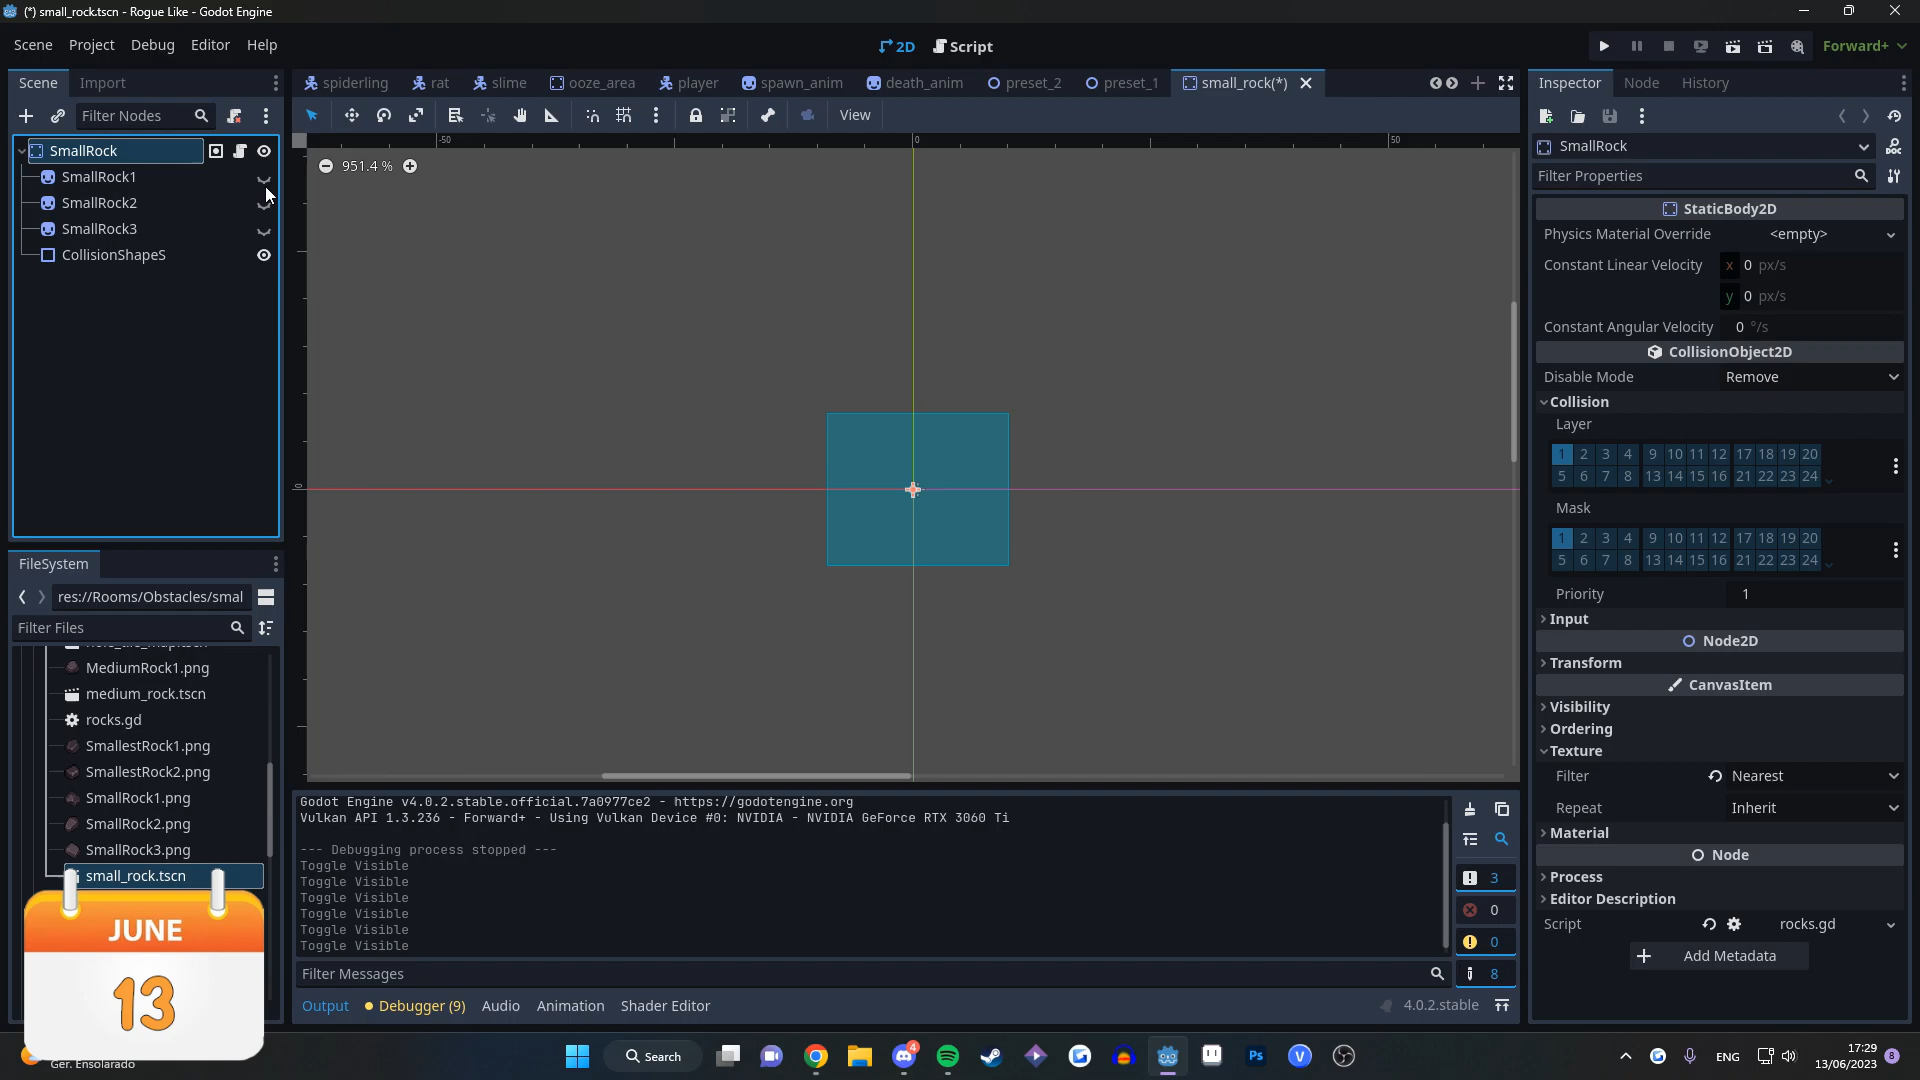 (*) small_rock.tscn - Rogue Like - Godot Engine
Scene Project Debug Editor Help
2D Script
Forward+
Scene Import
spiderling rat slime ooze_area player spawn_anim death_anim preset_2 preset_1 small_rock(*)
Inspector Node History
Filter Nodes
View
SmallRock
SmallRock1
SmallRock2
SmallRock3
CollisionShapeS
-50 0 50
951.4 %
0
SmallRock
Filter Properties
StaticBody2D
Physics Material Override <empty>
Constant Linear Velocity x 0 px/s
y 0 px/s
Constant Angular Velocity 0 °/s
CollisionObject2D
Disable Mode Remove
Collision
Layer
1 2 3 4 9 10 11 12 17 18 19 20
5 6 7 8 13 14 15 16 21 22 23 24
Mask
1 2 3 4 9 10 11 12 17 18 19 20
5 6 7 8 13 14 15 16 21 22 23 24
Priority 1
Input
Node2D
Transform
CanvasItem
Visibility
Ordering
Texture
Filter Nearest
Repeat Inherit
Material
Node
Process
Editor Description
Script rocks.gd
Add Metadata
FileSystem
res://Rooms/Obstacles/smal
Filter Files
MediumRock1.png
medium_rock.tscn
rocks.gd
SmallestRock1.png
SmallestRock2.png
SmallRock1.png
SmallRock2.png
SmallRock3.png
small_rock.tscn
Godot Engine v4.0.2.stable.official.7a0977ce2 - https://godotengine.org
Vulkan API 1.3.236 - Forward+ - Using Vulkan Device #0: NVIDIA - NVIDIA GeForce RTX 3060 Ti
--- Debugging process stopped ---
Toggle Visible
Toggle Visible
Toggle Visible
Toggle Visible
Toggle Visible
Toggle Visible
3
0
0
8
Filter Messages
Output Debugger (9) Audio Animation Shader Editor
4.0.2.stable
JUNE
13
Ger. Ensolarado
Search
4
Ps
V
ENG
17:29
13/06/2023
8